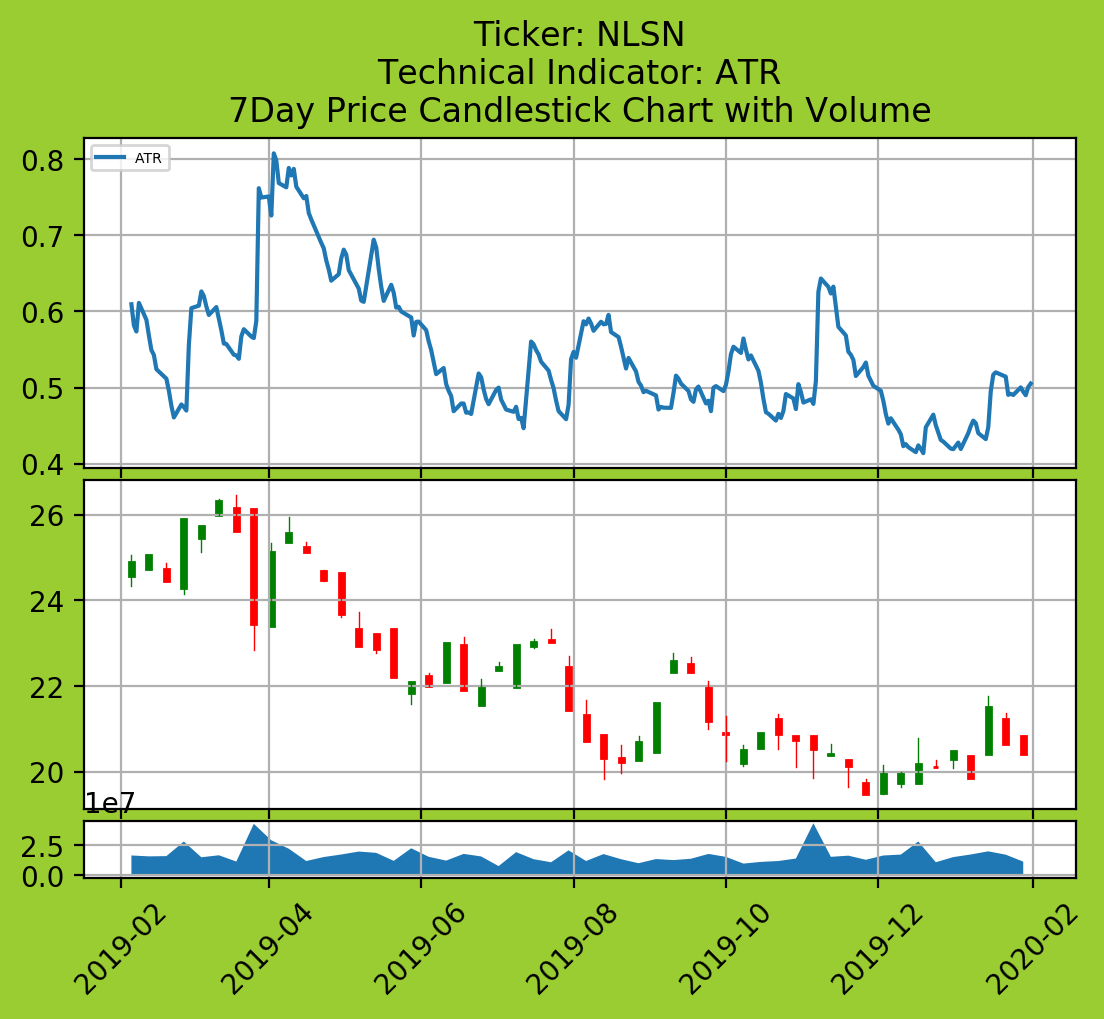 Ticker: NLSN
Technical Indicator: ATR
7Day Price Candlestick Chart with Volume
ATR
0.8
0.7
0.6
0.5
0.4
26
24
22
20
1e7
2.5
0.0
2019-02 2019-04 2019-06 2019-08 2019-10 2019-12 2020-02